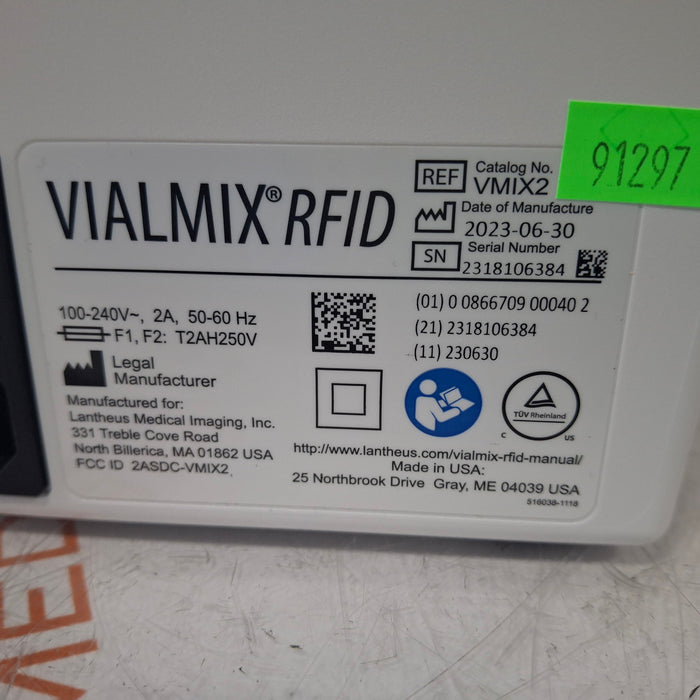 91297
VIALMIX® RFID
REF Catalog No.
VMIX2
Date of Manufacture
2023-06-30
SN Serial Number
2318106384
100-240V~, 2A, 50-60 Hz
F1, F2: T2AH250V
Legal
Manufacturer
Manufactured for:
Lantheus Medical Imaging, Inc.
331 Treble Cove Road
North Billerica, MA 01862 USA
FCC ID 2ASDC-VMIX2
(01) 0 0866709 00040 2
(21) 2318106384
(11) 230630
TÜV Rheinland
C US
http://www.lantheus.com/vialmix-rfid-manual/
Made in USA:
25 Northbrook Drive Gray, ME 04039 USA
516038-1118